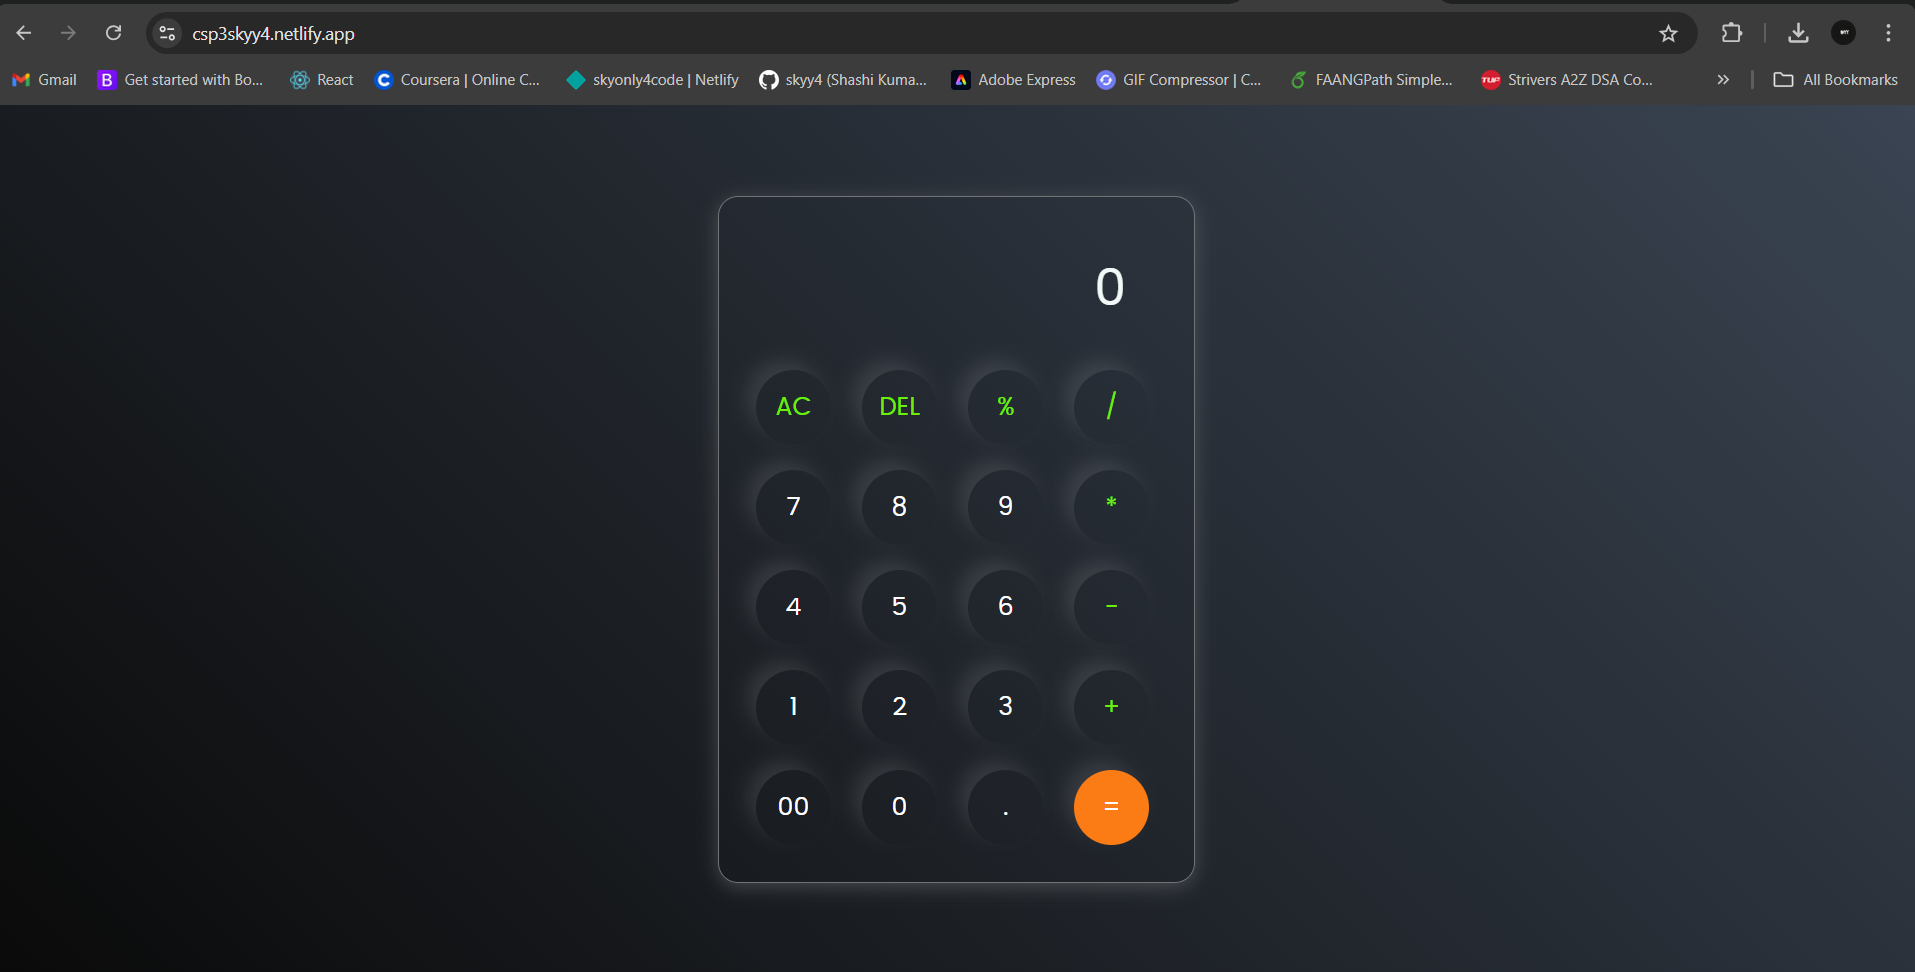 csp3skyy4.netlify.app
Gmail
Get started with Bo...
React
Coursera | Online C...
skyonly4code | Netlify
skyy4 (Shashi Kuma...
Adobe Express
GIF Compressor | C...
FAANGPath Simple...
TUF
Strivers A2Z DSA Co...
»
All Bookmarks
0
AC DEL % /
7 8 9 *
4 5 6 -
1 2 3 +
00 0 . =